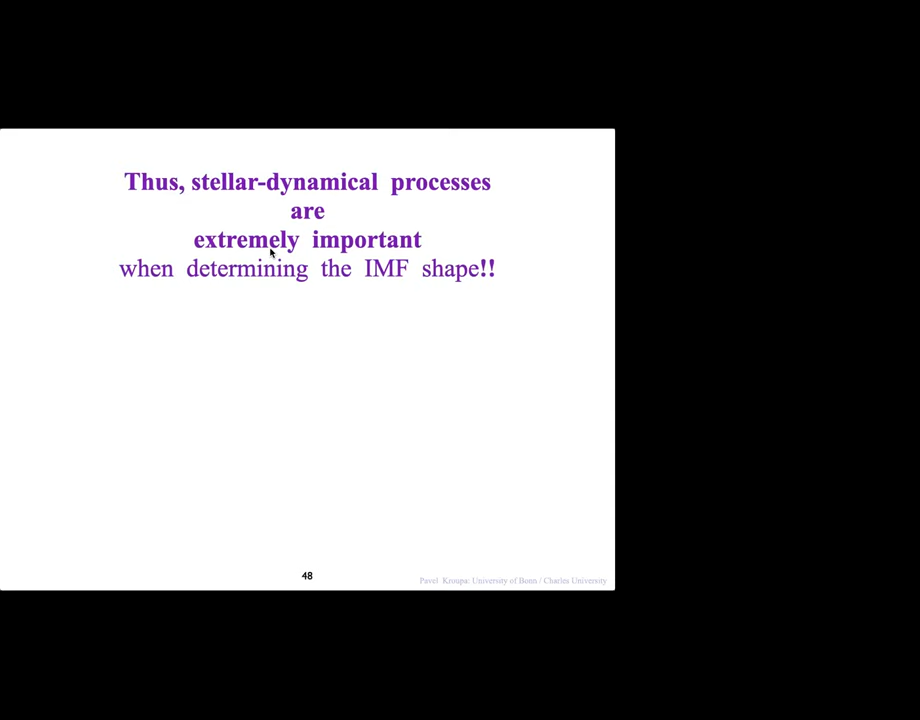 Thus, stellar-dynamical processes
are
extremely important
when determining the IMF shape!!
48
Pavel Kroupa: University of Bonn / Charles University